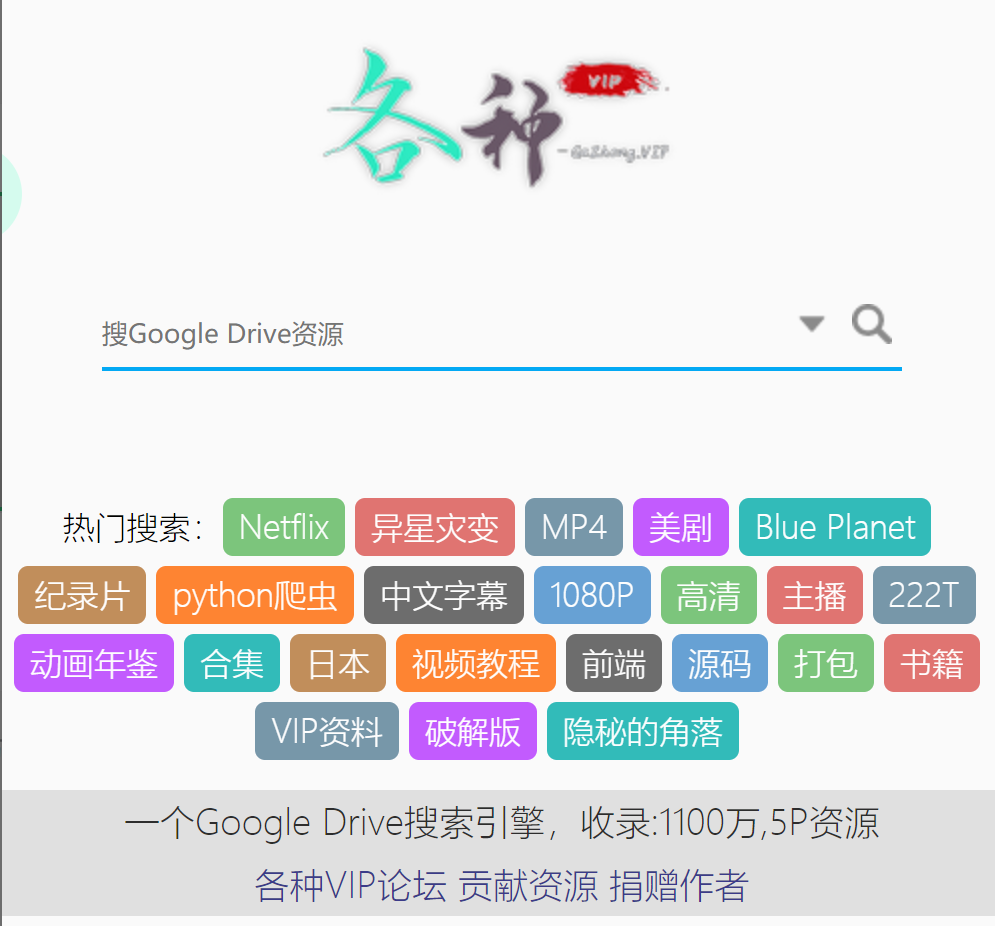 各种 VIP
-GeZhong.VIP
搜Google Drive资源
热门搜索： Netflix 异星灾变 MP4 美剧 Blue Planet
纪录片 python爬虫 中文字幕 1080P 高清 主播 222T
动画年鉴 合集 日本 视频教程 前端 源码 打包 书籍
VIP资料 破解版 隐秘的角落
一个Google Drive搜索引擎，收录:1100万,5P资源
各种VIP论坛 贡献资源 捐赠作者